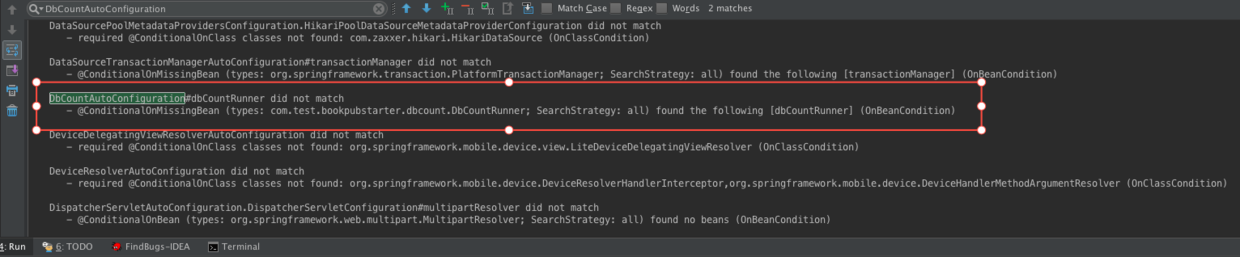 DbCountAutoConfiguration Match Case Regex Words 2 matches
DataSourcePoolMetadataProvidersConfiguration.HikariPoolDataSourceMetadataProviderConfiguration did not match
- required @ConditionalOnClass classes not found: com.zaxxer.hikari.HikariDataSource (OnClassCondition)
DataSourceTransactionManagerAutoConfiguration#transactionManager did not match
- @ConditionalOnMissingBean (types: org.springframework.transaction.PlatformTransactionManager; SearchStrategy: all) found the following [transactionManager] (OnBeanCondition)
DbCountAutoConfiguration#dbCountRunner did not match
- @ConditionalOnMissingBean (types: com.test.bookpubstarter.dbcount.DbCountRunner; SearchStrategy: all) found the following [dbCountRunner] (OnBeanCondition)
DeviceDelegatingViewResolverAutoConfiguration did not match
- required @ConditionalOnClass classes not found: org.springframework.mobile.device.view.LiteDeviceDelegatingViewResolver (OnClassCondition)
DeviceResolverAutoConfiguration did not match
- required @ConditionalOnClass classes not found: org.springframework.mobile.device.DeviceResolverHandlerInterceptor,org.springframework.mobile.device.DeviceHandlerMethodArgumentResolver (OnClassCondition)
DispatcherServletAutoConfiguration.DispatcherServletConfiguration#multipartResolver did not match
- @ConditionalOnBean (types: org.springframework.web.multipart.MultipartResolver; SearchStrategy: all) found no beans (OnBeanCondition)
4: Run 6: TODO FindBugs-IDEA Terminal